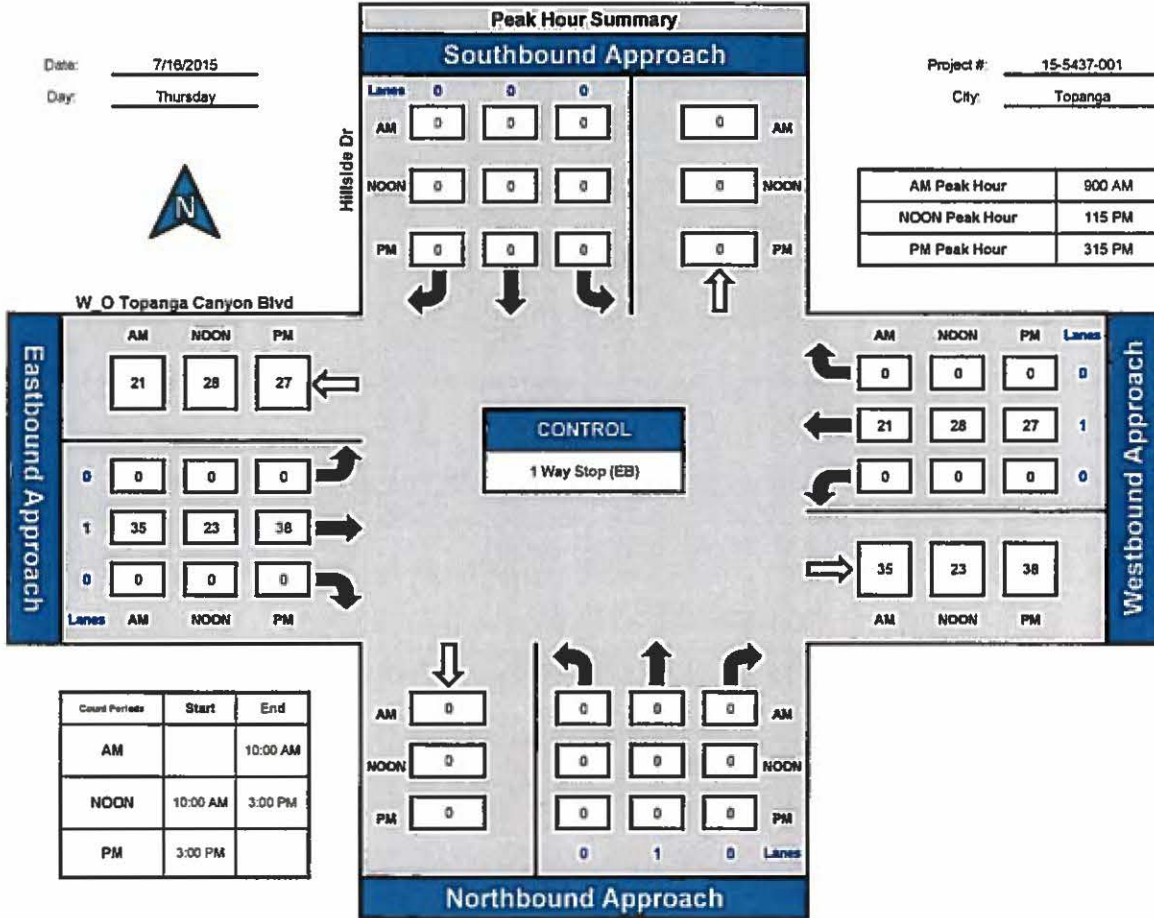 Peak Hour Summary
Southbound Approach
Date: 7/16/2015
Day: Thursday
Project #: 15-5437-001
City: Topanga
N
Hillside Dr
Lanes 0 0 0
AM 0 0 0 0 AM
NOON 0 0 0 0 NOON
PM 0 0 0 0 PM
AM Peak Hour 900 AM
NOON Peak Hour 115 PM
PM Peak Hour 315 PM
W_O Topanga Canyon Blvd
Eastbound Approach
AM NOON PM
21 28 27
0 0 0 0
1 35 23 38
0 0 0 0
Lanes AM NOON PM
CONTROL
1 Way Stop (EB)
AM NOON PM Lanes
0 0 0 0
21 28 27 1
0 0 0 0
35 23 38
AM NOON PM
Westbound Approach
Count Periods Start End
AM 10:00 AM
NOON 10:00 AM 3:00 PM
PM 3:00 PM
AM 0 0 0 0 AM
NOON 0 0 0 0 NOON
PM 0 0 0 0 PM
0 1 0 Lanes
Northbound Approach